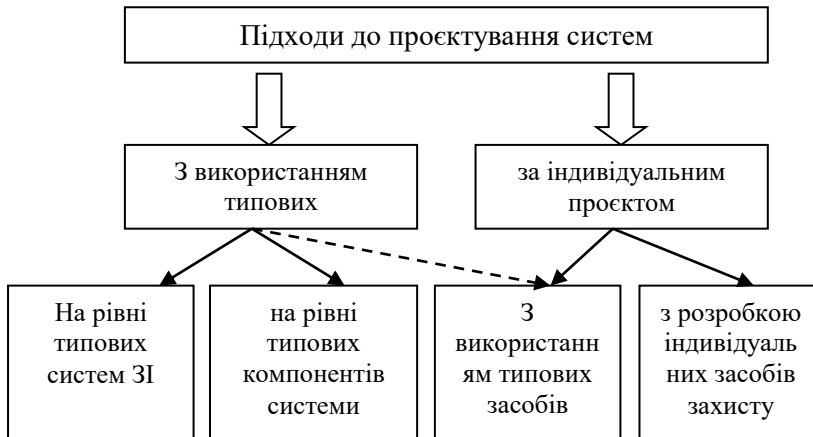 Підходи до проєктування систем
З використанням
типових
за індивідуальним
проєктом
На рівні
типових
систем ЗІ
на рівні
типових
компонентів
системи
З
використанн
ям типових
засобів
з розробкою
індивідуаль
них засобів
захисту